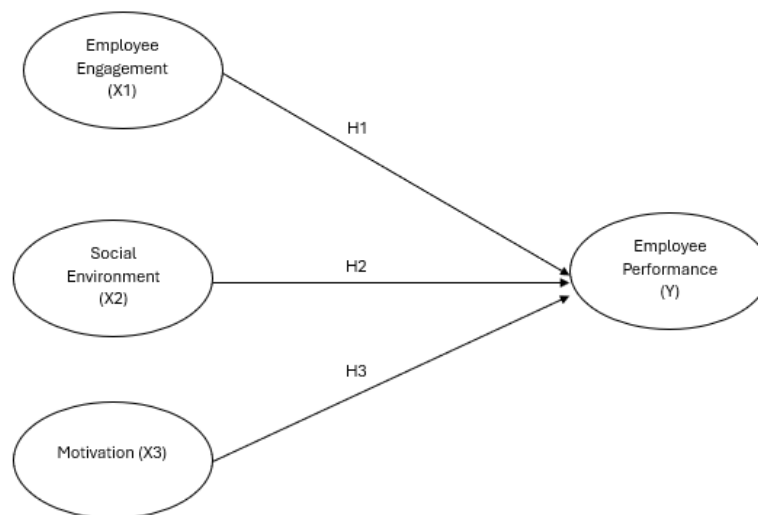 Employee
Engagement
(X1)
H1
Social
Environment
(X2)
H2
Employee
Performance
(Y)
H3
Motivation (X3)